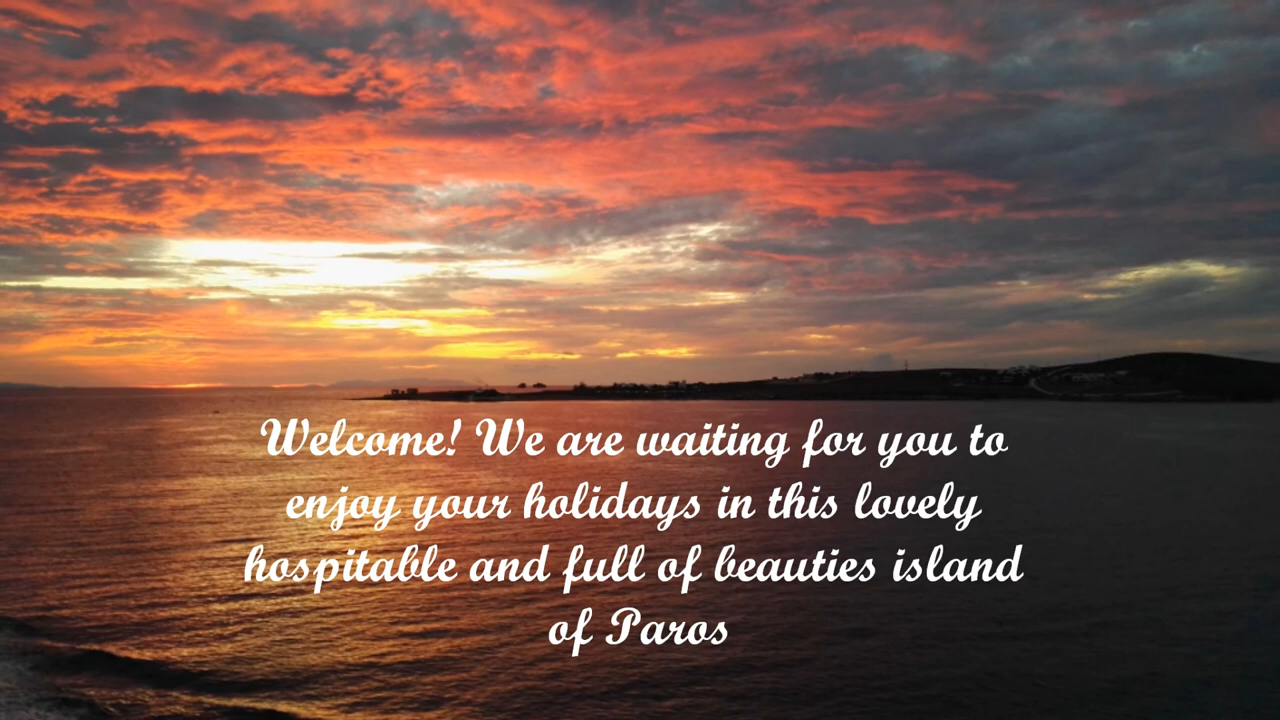 Welcome! We are waiting for you to
enjoy your holidays in this lovely
hospitable and full of beauties island
of Paros